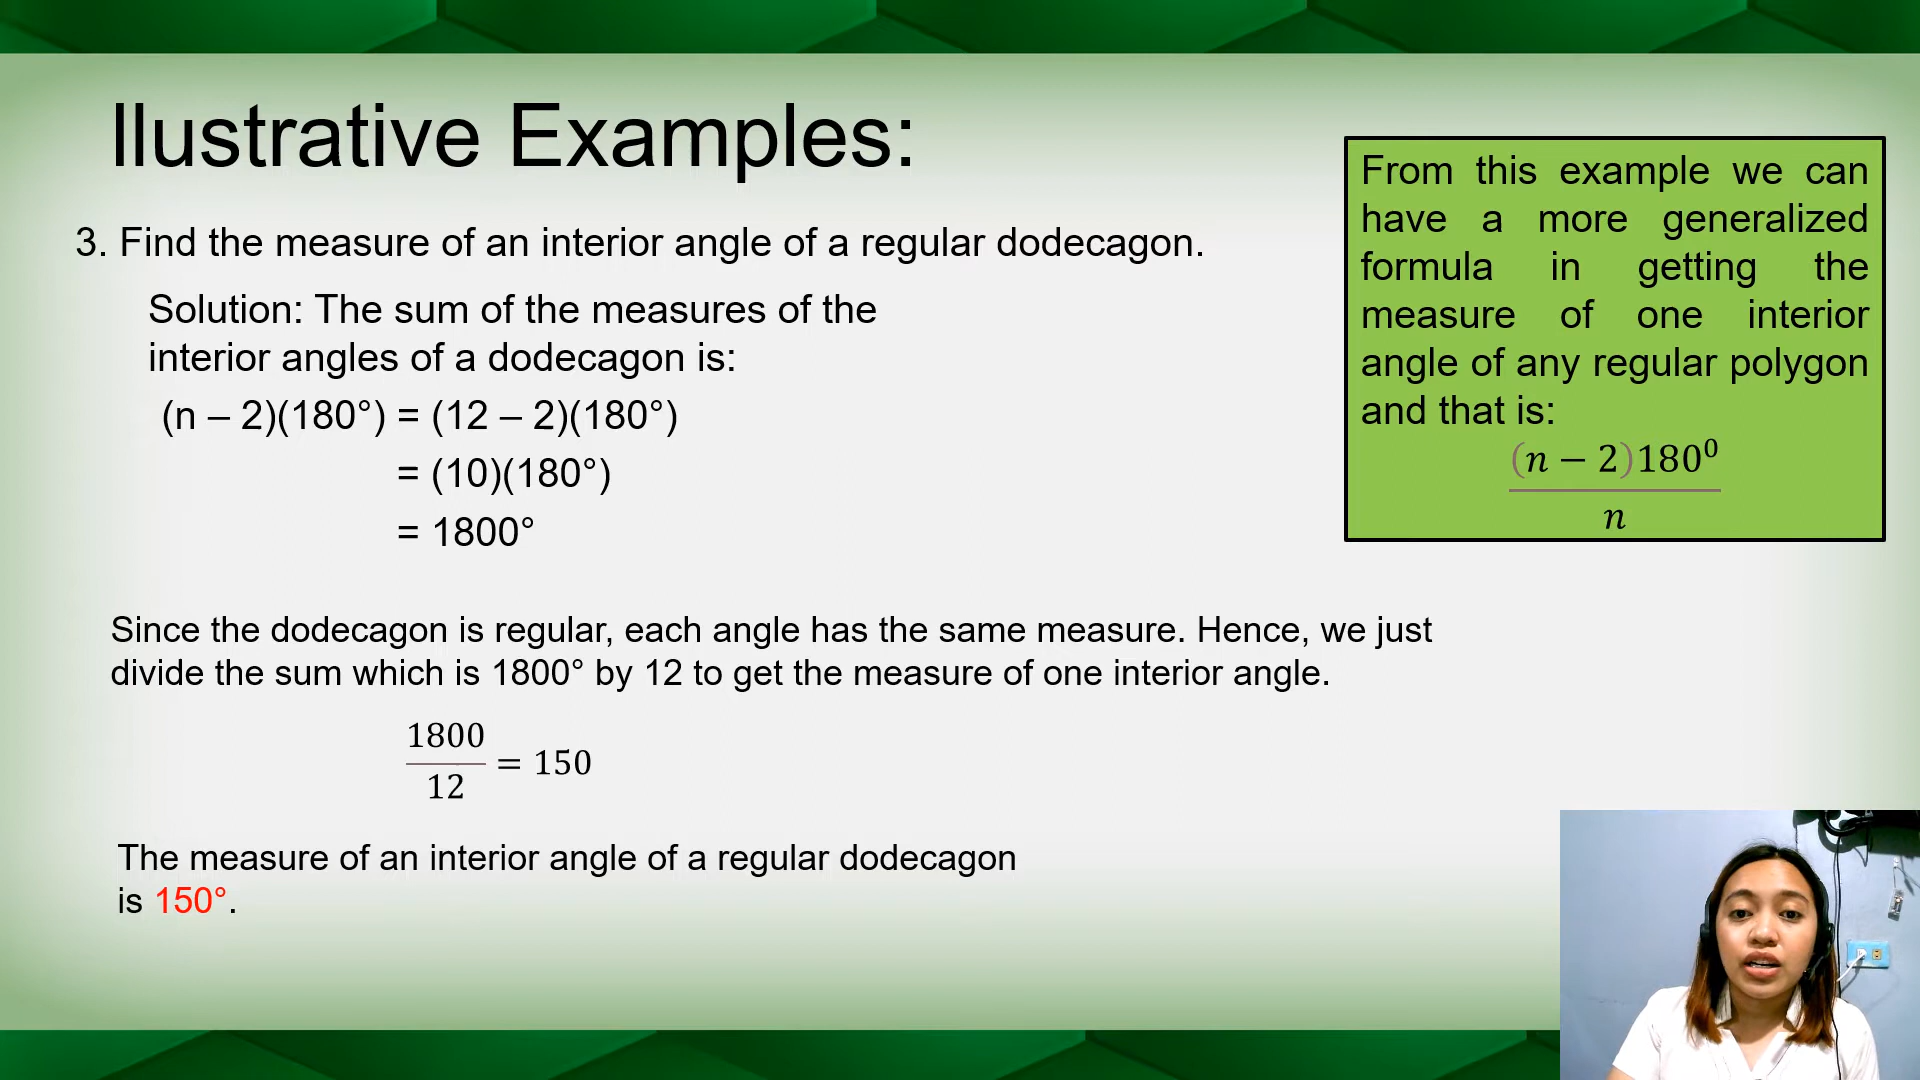 Ilustrative Examples:
3. Find the measure of an interior angle of a regular dodecagon.
Solution: The sum of the measures of the
interior angles of a dodecagon is:
(n – 2)(180°) = (12 – 2)(180°)
= (10)(180°)
= 1800°
Since the dodecagon is regular, each angle has the same measure. Hence, we just
divide the sum which is 1800° by 12 to get the measure of one interior angle.
1800
12
= 150
The measure of an interior angle of a regular dodecagon
is 150°.
From this example we can
have a more generalized
formula in getting the
measure of one interior
angle of any regular polygon
and that is:
(n − 2)180⁰
n